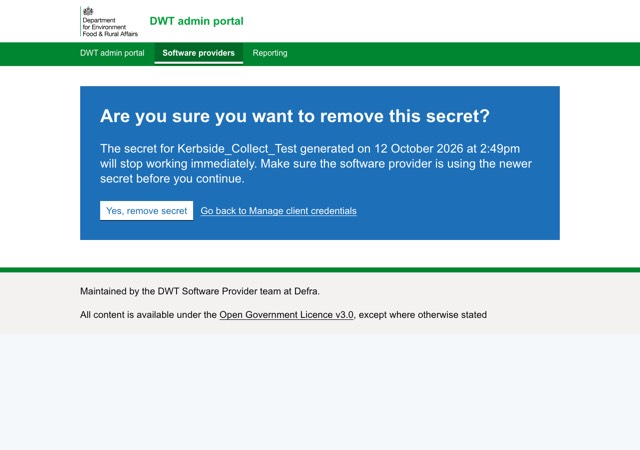 Department
for Environment
Food & Rural Affairs
DWT admin portal
DWT admin portal
Software providers
Reporting
Are you sure you want to remove this secret?
The secret for Kerbside_Collect_Test generated on 12 October 2026 at 2:49pm
will stop working immediately. Make sure the software provider is using the newer
secret before you continue.
Yes, remove secret
Go back to Manage client credentials
Maintained by the DWT Software Provider team at Defra.
All content is available under the Open Government Licence v3.0, except where otherwise stated